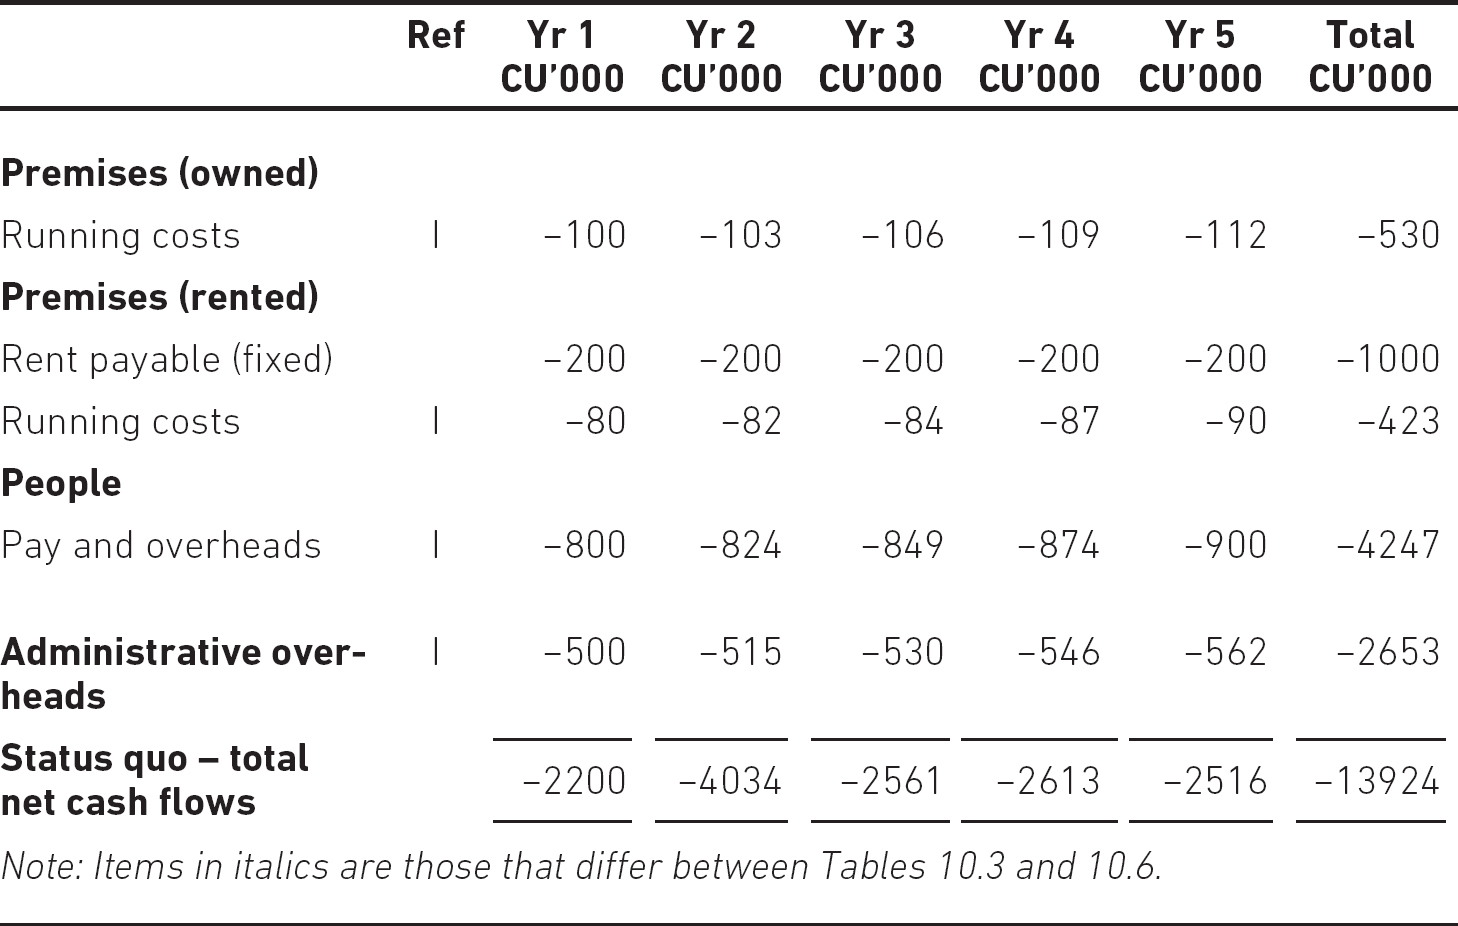 Ref Yr 1 Yr 2 Yr 3 Yr 4 Yr 5 Total
CU’000 CU’000 CU’000 CU’000 CU’000 CU’000
Premises (owned)
Running costs I –100 –103 –106 –109 –112 –530
Premises (rented)
Rent payable (fixed) –200 –200 –200 –200 –200 –1000
Running costs I –80 –82 –84 –87 –90 –423
People
Pay and overheads I –800 –824 –849 –874 –900 –4247
Administrative over- I –500 –515 –530 –546 –562 –2653
heads
Status quo – total
net cash flows –2200 –4034 –2561 –2613 –2516 –13924
Note: Items in italics are those that differ between Tables 10.3 and 10.6.